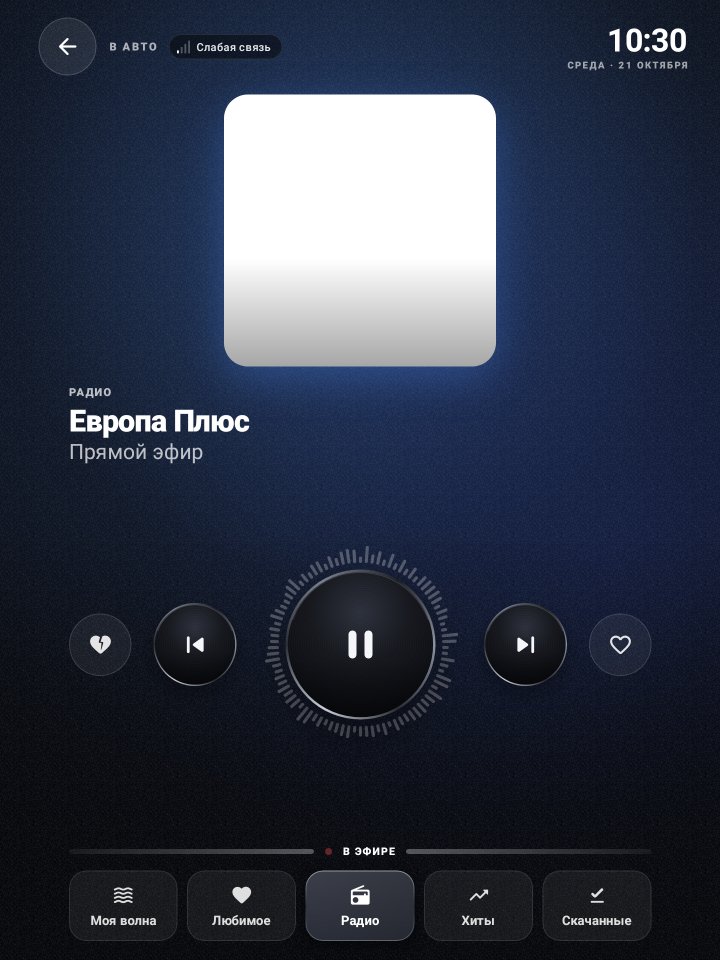 В АВТО
Слабая связь
10:30
СРЕДА · 21 ОКТЯБРЯ
РАДИО
Европа Плюс
Прямой эфир
В ЭФИРЕ
Моя волна
Любимое
Радио
Хиты
Скачанные